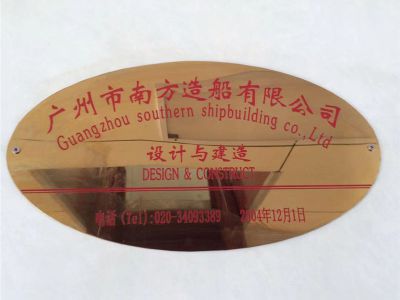 广州市南方造船有限公司
Guangzhou southern shipbuilding co.,Ltd
设计与建造
DESIGN & CONSTRUCT
电话(Tel):020-34093389 2004年12月1日